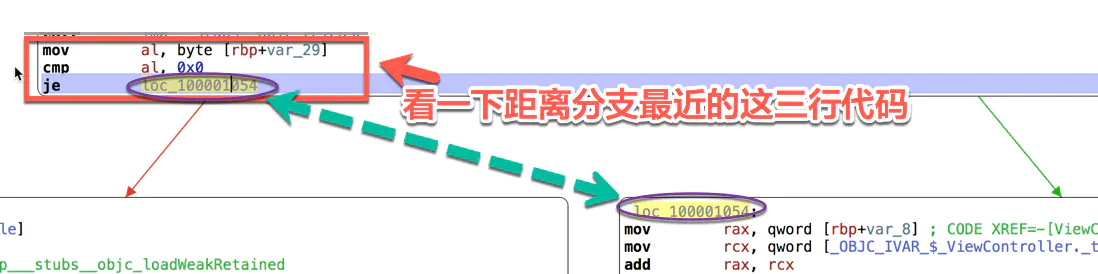 mov al, byte [rbp+var_29]
cmp al, 0x0
je loc_100001054
看一下距离分支最近的这三行代码
loc_100001054:
le]
mov rax, qword [rbp+var_8] ; CODE XREF=-[ViewC
mov rcx, qword [_OBJC_IVAR_$_ViewController._t
p___stubs__objc_loadWeakRetained
add rax, rcx